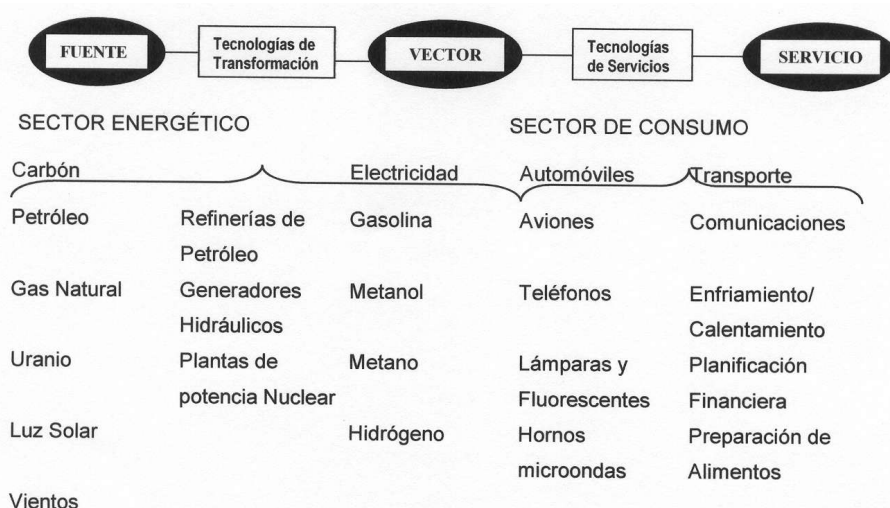 FUENTE
Tecnologías de
Transformación
VECTOR
Tecnologías
de Servicios
SERVICIO
SECTOR ENERGÉTICO
SECTOR DE CONSUMO
Carbón
Electricidad
Automóviles
Transporte
Petróleo
Refinerías de
Petróleo
Gasolina
Aviones
Comunicaciones
Gas Natural
Generadores
Hidráulicos
Metanol
Teléfonos
Enfriamiento/
Calentamiento
Uranio
Plantas de
potencia Nuclear
Metano
Lámparas y
Fluorescentes
Planificación
Financiera
Luz Solar
Hidrógeno
Hornos
microondas
Preparación de
Alimentos
Vientos